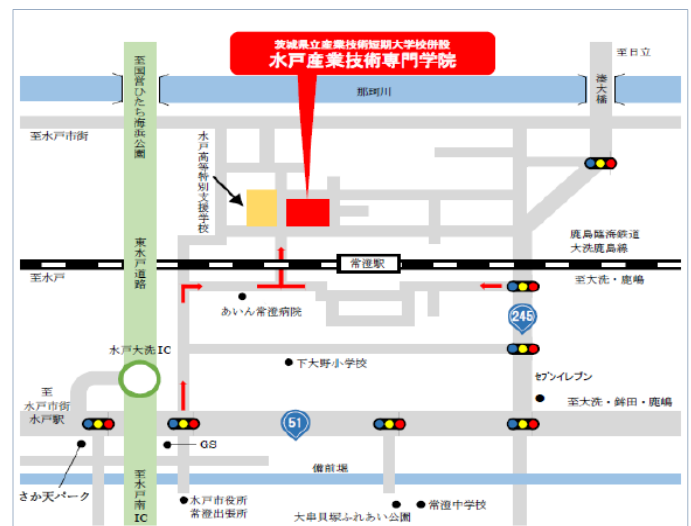 茨城県立産業技術短期大学校併設
水戸産業技術専門学院
至国営ひたち海浜公園
至日立
湊大橋
那珂川
至水戸市街
水戸高等特別支援学校
東水戸道路
鹿島臨海鉄道
大洗鹿島線
常澄駅
至水戸
至大洗・鹿嶋
あいん常澄病院
245
水戸大洗IC
下大野小学校
セブンイレブン
至
水戸市街
水戸駅
至大洗・鉾田・鹿嶋
51
GS
備前堀
さか天パーク
至水戸南IC
水戸市役所
常澄出張所
大串貝塚ふれあい公園
常澄中学校